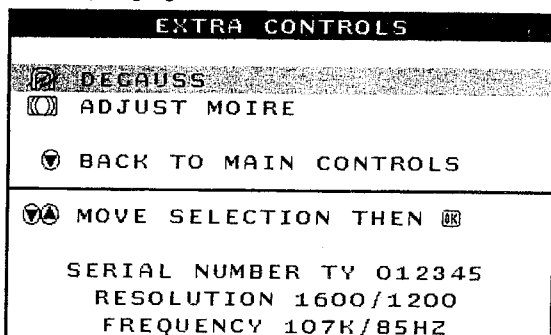 EXTRA CONTROLS
DEGAUSS
ADJUST MOIRE
BACK TO MAIN CONTROLS
MOVE SELECTION THEN OK
SERIAL NUMBER TY 012345
RESOLUTION 1600/1200
FREQUENCY 107K/85HZ